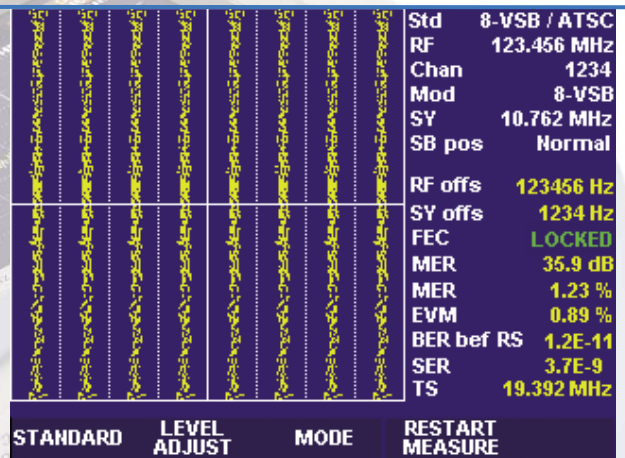 Std 8-VSB / ATSC
RF 123.456 MHz
Chan 1234
Mod 8-VSB
SY 10.762 MHz
SB pos Normal
RF offs 123456 Hz
SY offs 1234 Hz
FEC LOCKED
MER 35.9 dB
MER 1.23 %
EVM 0.89 %
BER bef RS 1.2E-11
SER 3.7E-9
TS 19.392 MHz
STANDARD
LEVEL
ADJUST
MODE
RESTART
MEASURE